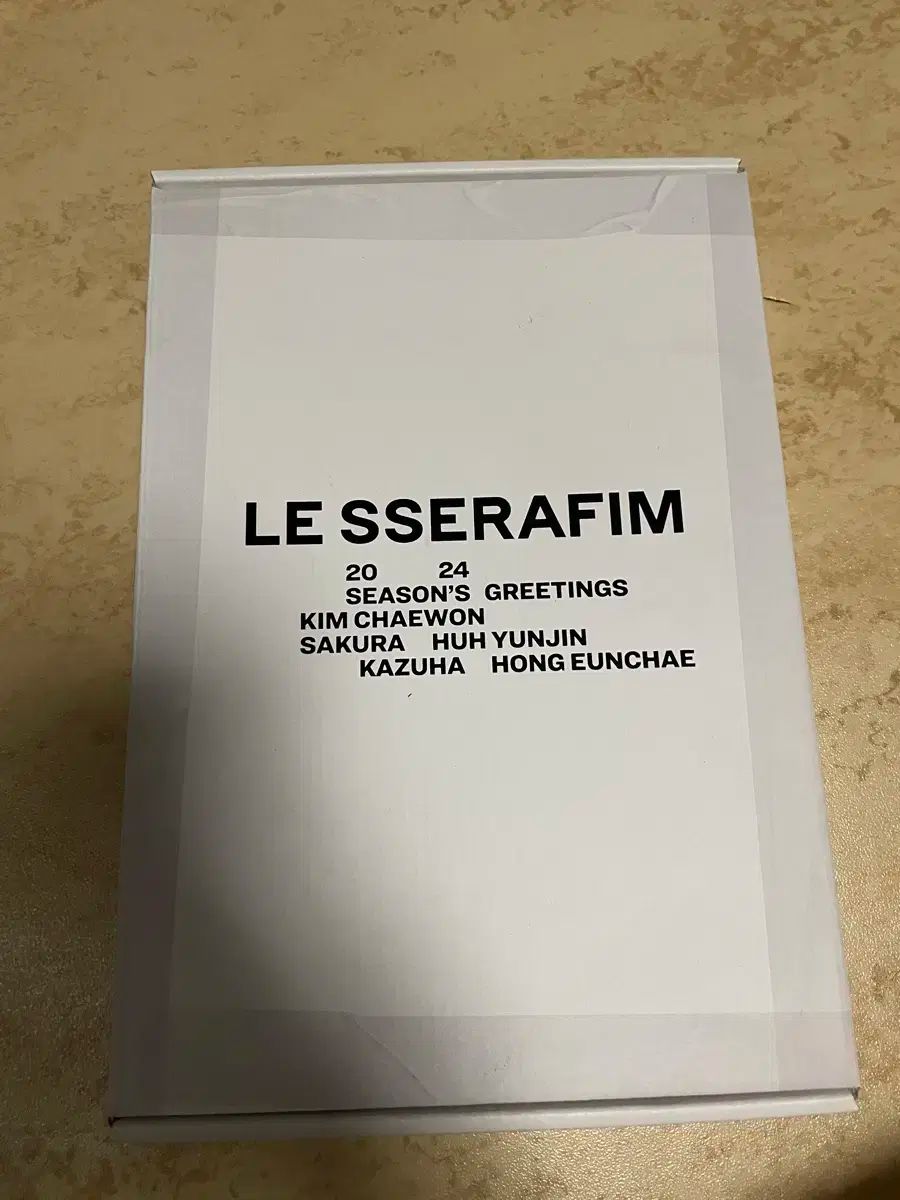 LE SSERAFIM
20 24
SEASON'S GREETINGS
KIM CHAEWON
SAKURA HUH YUNJIN
KAZUHA HONG EUNCHAE